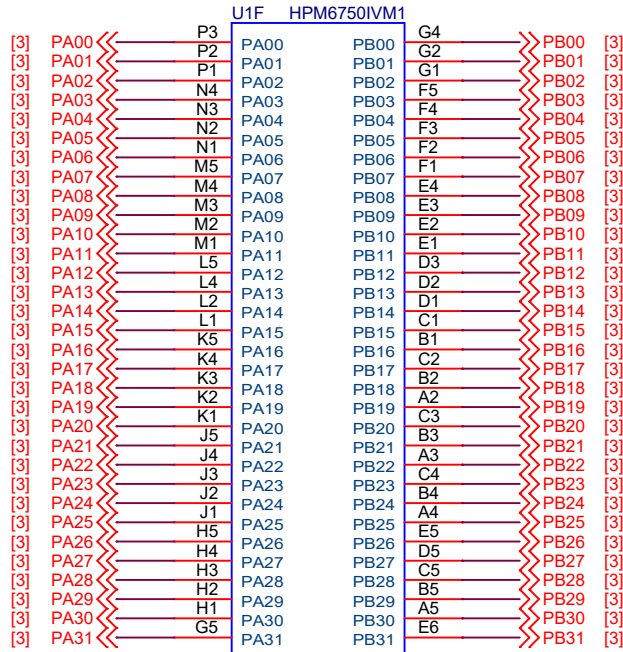 U1F HPM6750IVM1
[3] PA00 P3 PA00 PB00 G4 PB00 [3]
[3] PA01 P2 PA01 PB01 G2 PB01 [3]
[3] PA02 P1 PA02 PB02 G1 PB02 [3]
[3] PA03 N4 PA03 PB03 F5 PB03 [3]
[3] PA04 N3 PA04 PB04 F4 PB04 [3]
[3] PA05 N2 PA05 PB05 F3 PB05 [3]
[3] PA06 N1 PA06 PB06 F2 PB06 [3]
[3] PA07 M5 PA07 PB07 F1 PB07 [3]
[3] PA08 M4 PA08 PB08 E4 PB08 [3]
[3] PA09 M3 PA09 PB09 E3 PB09 [3]
[3] PA10 M2 PA10 PB10 E2 PB10 [3]
[3] PA11 M1 PA11 PB11 E1 PB11 [3]
[3] PA12 L5 PA12 PB12 D3 PB12 [3]
[3] PA13 L4 PA13 PB13 D2 PB13 [3]
[3] PA14 L2 PA14 PB14 D1 PB14 [3]
[3] PA15 L1 PA15 PB15 C1 PB15 [3]
[3] PA16 K5 PA16 PB16 B1 PB16 [3]
[3] PA17 K4 PA17 PB17 C2 PB17 [3]
[3] PA18 K3 PA18 PB18 B2 PB18 [3]
[3] PA19 K2 PA19 PB19 A2 PB19 [3]
[3] PA20 K1 PA20 PB20 C3 PB20 [3]
[3] PA21 J5 PA21 PB21 B3 PB21 [3]
[3] PA22 J4 PA22 PB22 A3 PB22 [3]
[3] PA23 J3 PA23 PB23 C4 PB23 [3]
[3] PA24 J2 PA24 PB24 B4 PB24 [3]
[3] PA25 J1 PA25 PB25 A4 PB25 [3]
[3] PA26 H5 PA26 PB26 E5 PB26 [3]
[3] PA27 H4 PA27 PB27 D5 PB27 [3]
[3] PA28 H3 PA28 PB28 C5 PB28 [3]
[3] PA29 H2 PA29 PB29 B5 PB29 [3]
[3] PA30 H1 PA30 PB30 A5 PB30 [3]
[3] PA31 G5 PA31 PB31 E6 PB31 [3]